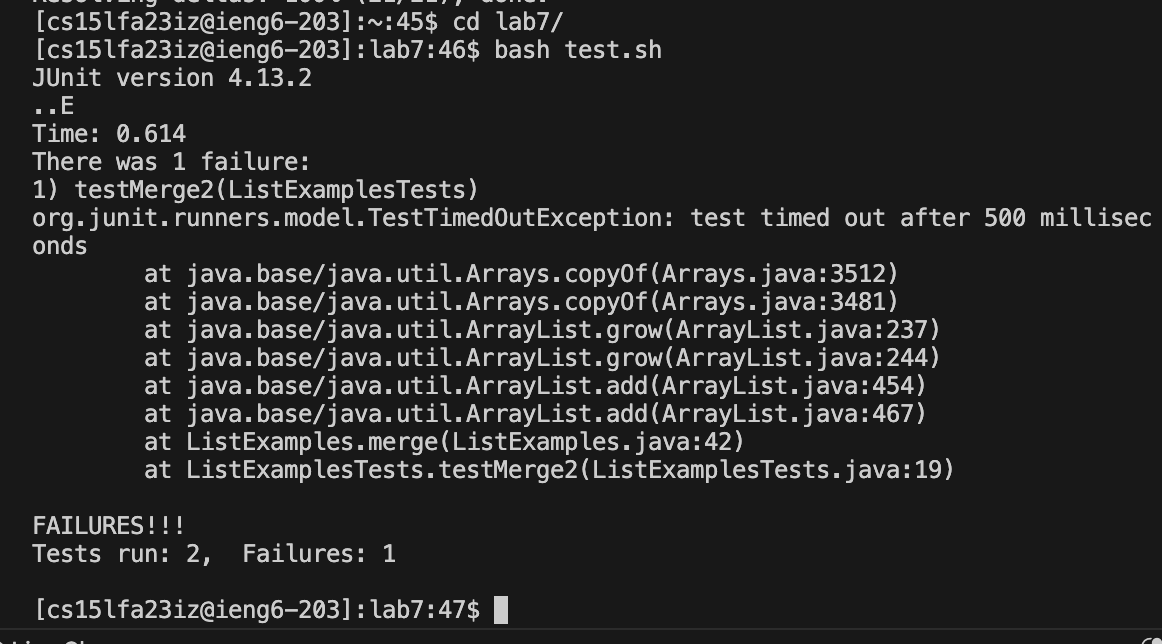 [cs15lfa23iz@ieng6-203]:~:45$ cd lab7/
[cs15lfa23iz@ieng6-203]:lab7:46$ bash test.sh
JUnit version 4.13.2
..E
Time: 0.614
There was 1 failure:
1) testMerge2(ListExamplesTests)
org.junit.runners.model.TestTimedOutException: test timed out after 500 millisec
onds
at java.base/java.util.Arrays.copyOf(Arrays.java:3512)
at java.base/java.util.Arrays.copyOf(Arrays.java:3481)
at java.base/java.util.ArrayList.grow(ArrayList.java:237)
at java.base/java.util.ArrayList.grow(ArrayList.java:244)
at java.base/java.util.ArrayList.add(ArrayList.java:454)
at java.base/java.util.ArrayList.add(ArrayList.java:467)
at ListExamples.merge(ListExamples.java:42)
at ListExamplesTests.testMerge2(ListExamplesTests.java:19)
FAILURES!!!
Tests run: 2,  Failures: 1
[cs15lfa23iz@ieng6-203]:lab7:47$